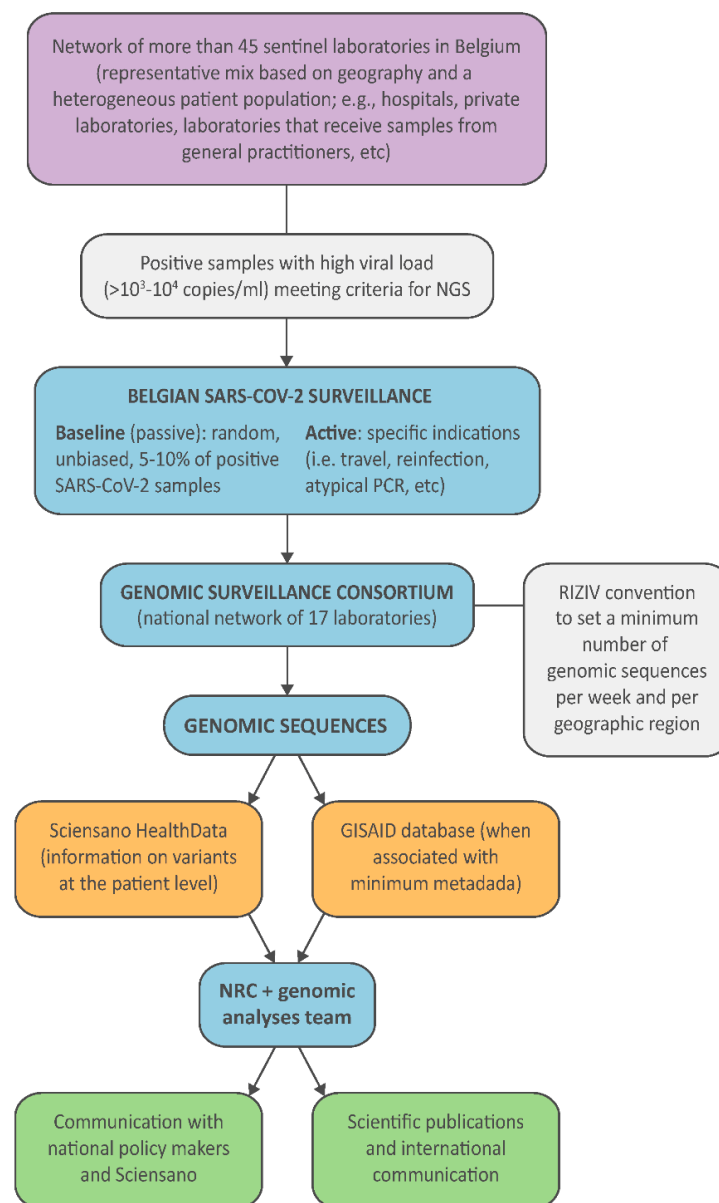 Network of more than 45 sentinel laboratories in Belgium
(representative mix based on geography and a
heterogeneous patient population; e.g., hospitals, private
laboratories, laboratories that receive samples from
general practitioners, etc)
Positive samples with high viral load
(>10³-10⁴ copies/ml) meeting criteria for NGS
BELGIAN SARS-COV-2 SURVEILLANCE
Baseline (passive): random,
unbiased, 5-10% of positive
SARS-CoV-2 samples
Active: specific indications
(i.e. travel, reinfection,
atypical PCR, etc)
GENOMIC SURVEILLANCE CONSORTIUM
(national network of 17 laboratories)
RIZIV convention
to set a minimum
number of
genomic sequences
per week and per
geographic region
GENOMIC SEQUENCES
Sciensano HealthData
(information on variants
at the patient level)
GISAID database (when
associated with
minimum metadada)
NRC + genomic
analyses team
Communication with
national policy makers
and Sciensano
Scientific publications
and international
communication